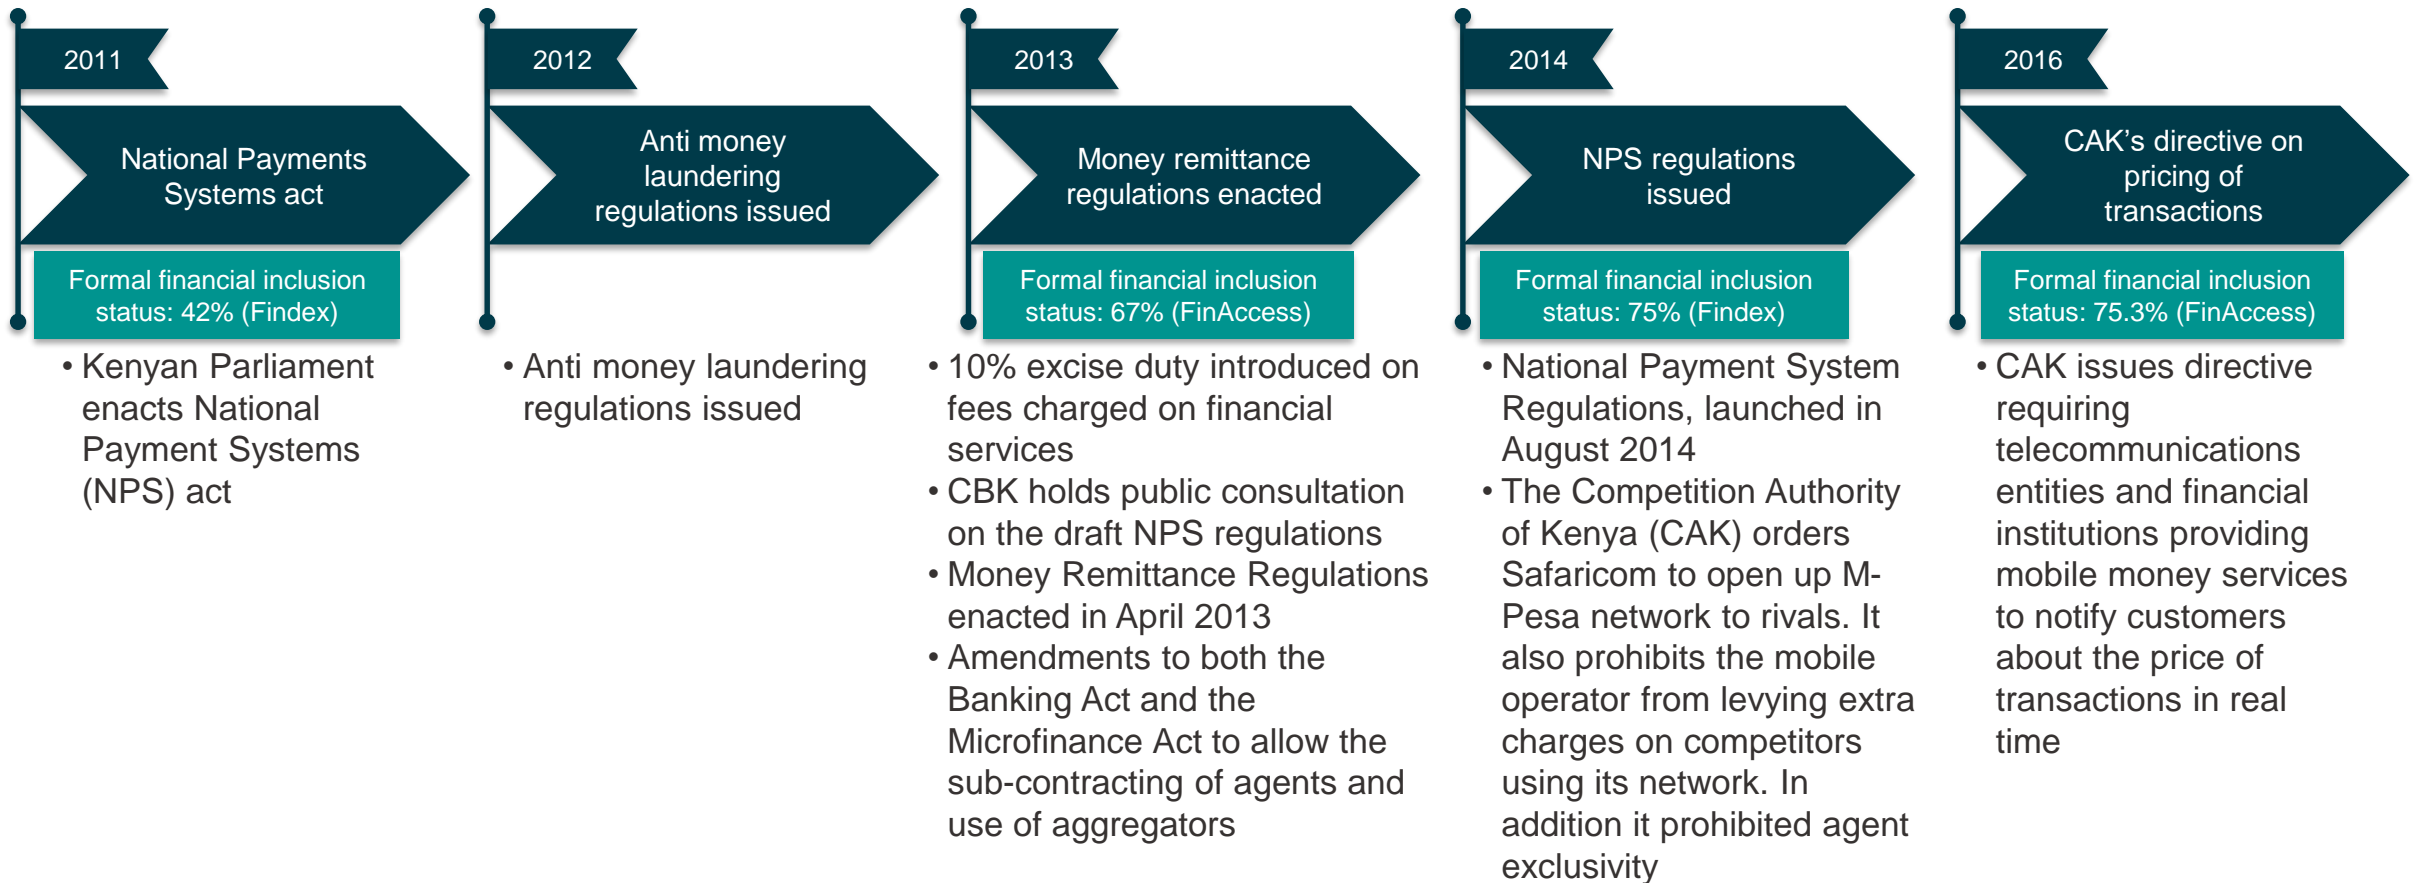 2011
National Payments
Systems act
Formal financial inclusion
status: 42% (Findex)
• Kenyan Parliament
enacts National
Payment Systems
(NPS) act
2012
Anti money
laundering
regulations issued
• Anti money laundering
regulations issued
2013
Money remittance
regulations enacted
Formal financial inclusion
status: 67% (FinAccess)
• 10% excise duty introduced on
fees charged on financial
services
• CBK holds public consultation
on the draft NPS regulations
• Money Remittance Regulations
enacted in April 2013
• Amendments to both the
Banking Act and the
Microfinance Act to allow the
sub-contracting of agents and
use of aggregators
2014
NPS regulations
issued
Formal financial inclusion
status: 75% (Findex)
• National Payment System
Regulations, launched in
August 2014
• The Competition Authority
of Kenya (CAK) orders
Safaricom to open up M-
Pesa network to rivals. It
also prohibits the mobile
operator from levying extra
charges on competitors
using its network. In
addition it prohibited agent
exclusivity
2016
CAK’s directive on
pricing of
transactions
Formal financial inclusion
status: 75.3% (FinAccess)
• CAK issues directive
requiring
telecommunications
entities and financial
institutions providing
mobile money services
to notify customers
about the price of
transactions in real
time